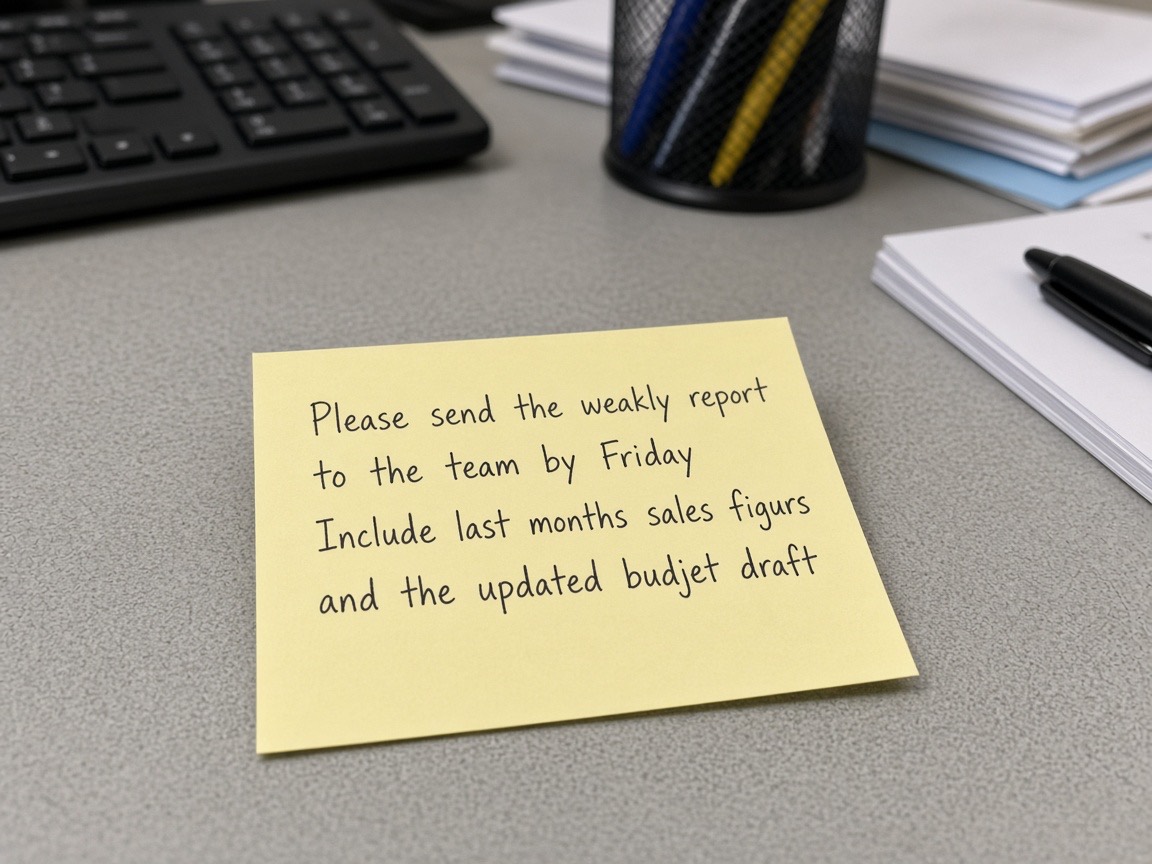 Please send the weakly report
to the team by Friday
Include last months sales figurs
and the updated budjet draft